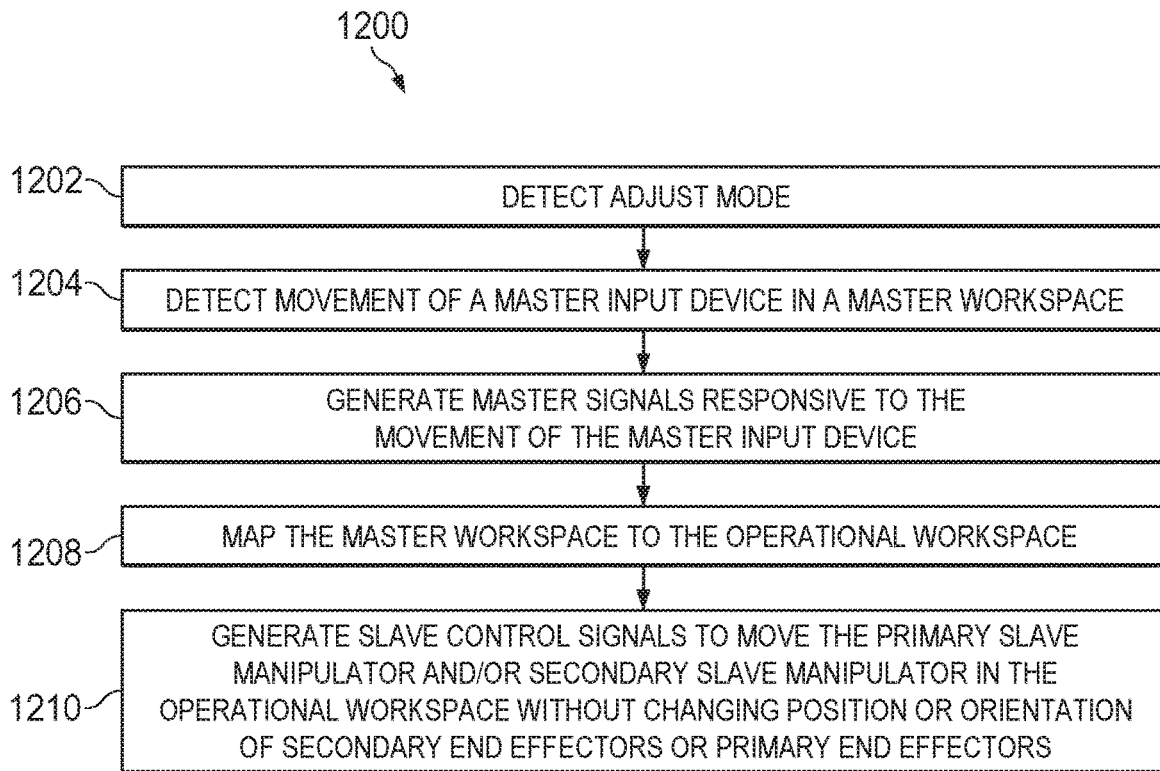 1200
1202
DETECT ADJUST MODE
1204
DETECT MOVEMENT OF A MASTER INPUT DEVICE IN A MASTER WORKSPACE
1206
GENERATE MASTER SIGNALS RESPONSIVE TO THE
MOVEMENT OF THE MASTER INPUT DEVICE
1208
MAP THE MASTER WORKSPACE TO THE OPERATIONAL WORKSPACE
1210
GENERATE SLAVE CONTROL SIGNALS TO MOVE THE PRIMARY SLAVE
MANIPULATOR AND/OR SECONDARY SLAVE MANIPULATOR IN THE
OPERATIONAL WORKSPACE WITHOUT CHANGING POSITION OR ORIENTATION
OF SECONDARY END EFFECTORS OR PRIMARY END EFFECTORS